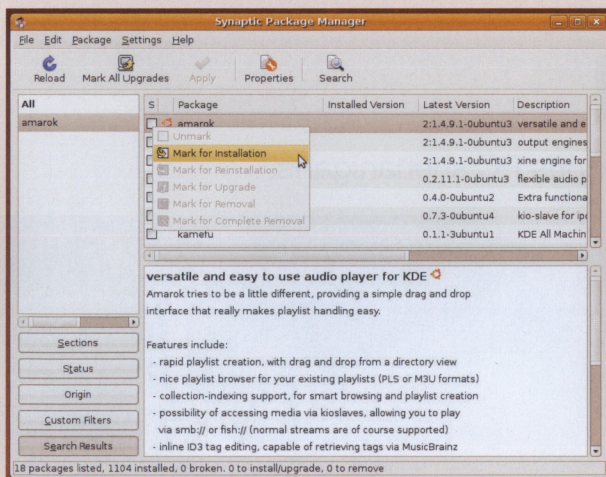 Synaptic Package Manager
File Edit Package Settings Help
Reload Mark All Upgrades Apply Properties Search
All
amarok
S Package Installed Version Latest Version Description
amarok 2:1.4.9.1-0ubuntu3 versatile and e
2:1.4.9.1-0ubuntu3 output engines
2:1.4.9.1-0ubuntu3 xine engine for
0.2.11.1-0ubuntu3 flexible audio p
0.4.0-0ubuntu2 Extra functiona
0.7.3-0ubuntu4 kio-slave for ipo
kamefu 0.1.1-3ubuntu1 KDE All Machin
Unmark
Mark for Installation
Mark for Reinstallation
Mark for Upgrade
Mark for Removal
Mark for Complete Removal
versatile and easy to use audio player for KDE
Amarok tries to be a little different, providing a simple drag and drop
interface that really makes playlist handling easy.
Features include:
- rapid playlist creation, with drag and drop from a directory view
- nice playlist browser for your existing playlists (PLS or M3U formats)
- collection-indexing support, for smart browsing and playlist creation
- possibility of accessing media via kioslaves, allowing you to play
via smb:// or fish:// (normal streams are of course supported)
- inline ID3 tag editing, capable of retrieving tags via MusicBrainz
Sections
Status
Origin
Custom Filters
Search Results
18 packages listed, 1104 installed, 0 broken. 0 to install/upgrade, 0 to remove